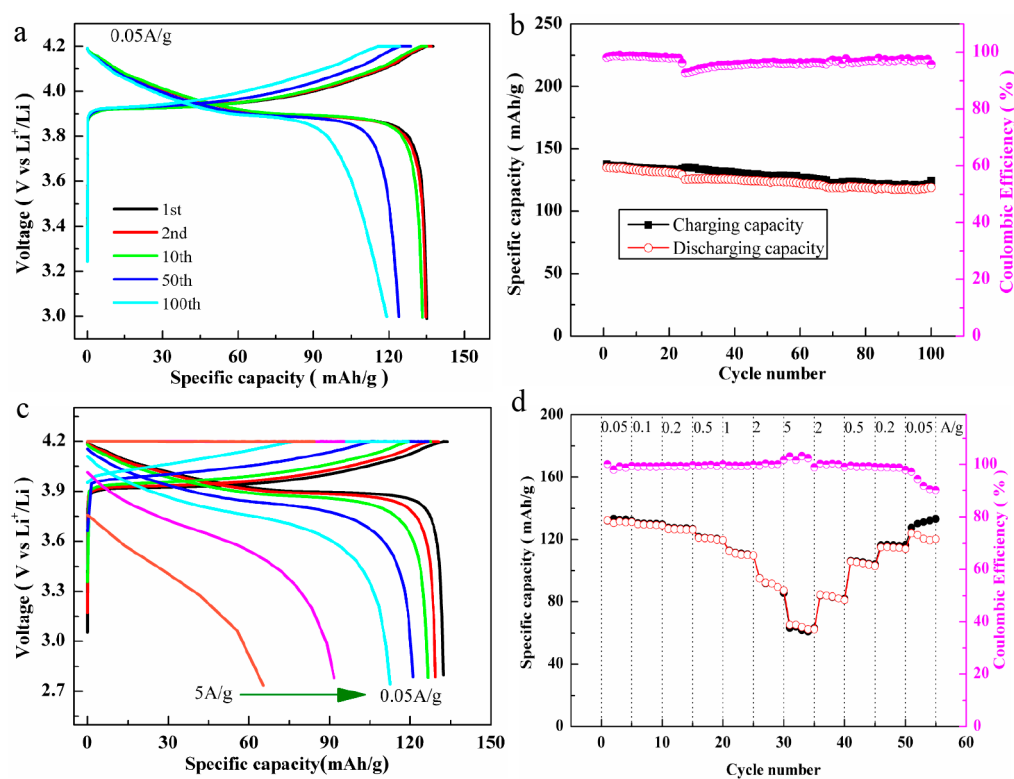 a
0.05A/g
4.2
3.9
3.6
3.3
3.0
Voltage ( V vs Li⁺/Li)
1st
2nd
10th
50th
100th
0 30 60 90 120 150
Specific capacity ( mAh/g)
b
250
225
200
175
150
125
100
75
50
25
0
Specific capacity ( mAh/g)
Charging capacity
Discharging capacity
100
80
60
40
20
0
Coulombic Efficiency ( %)
0 20 40 60 80 100
Cycle number
c
4.2
3.9
3.6
3.3
3.0
2.7
Voltage ( V vs Li⁺/Li)
5A/g 0.05A/g
0 30 60 90 120 150
Specific capacity(mAh/g)
d
0.05 0.1 0.2 0.5 1 2 5 2 0.5 0.2 0.05 A/g
200
160
120
80
40
0
Specific capacity ( mAh/g)
100
80
60
40
20
0
Coulombic Efficiency ( %)
0 10 20 30 40 50 60
Cycle number